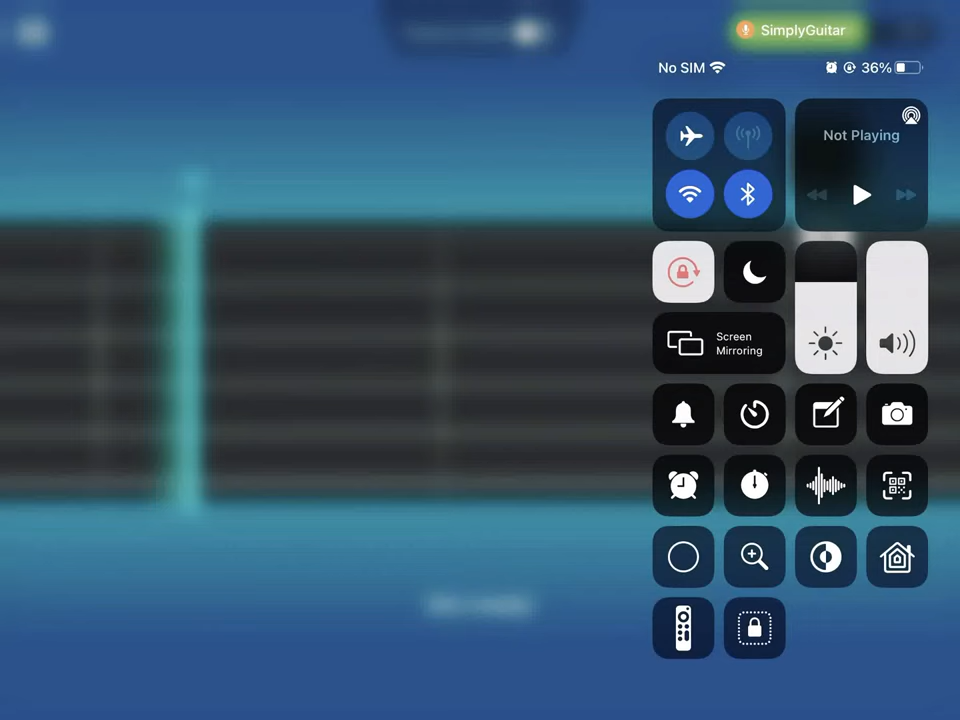 SimplyGuitar
No SIM 36%
Not Playing
Screen
Mirroring